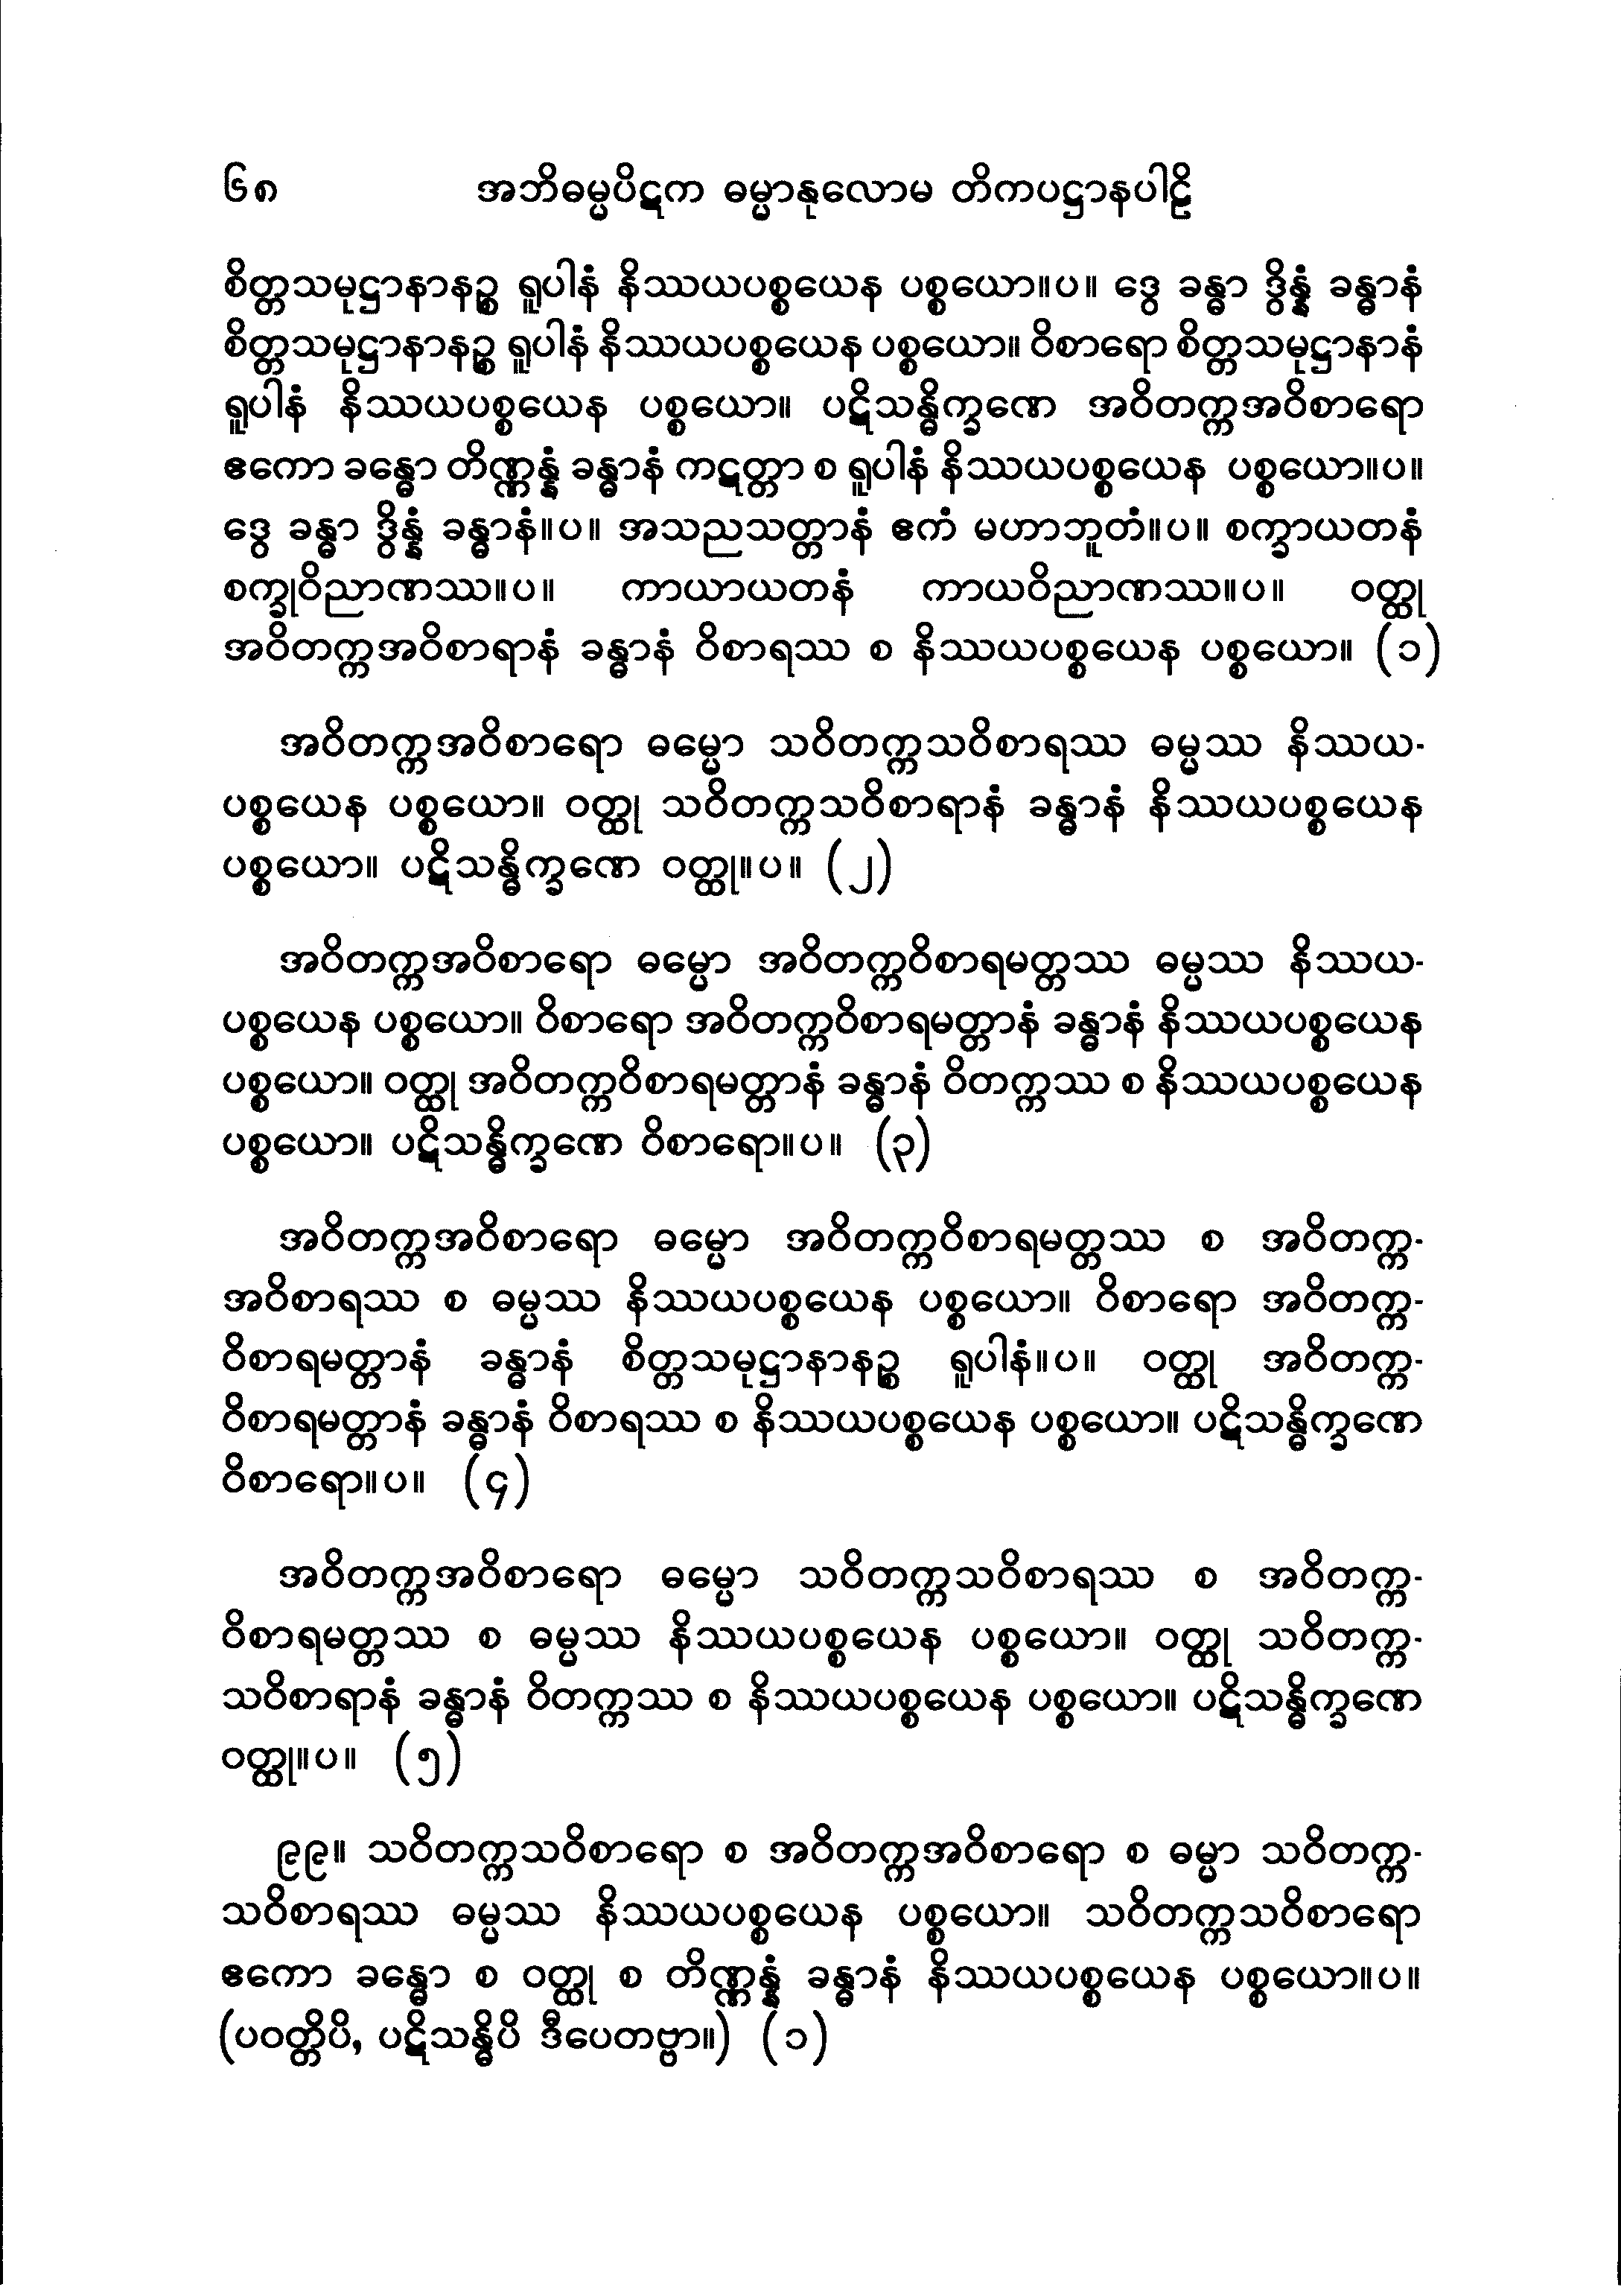 ၆၈ အဘိဓမ္မပိဋက ဓမ္မာနုလောမ တိကပဋ္ဌာနပါဠိ
စိတ္တသမုဋ္ဌာနာနဉ္စ ရူပါနံ နိဿယပစ္စယေန ပစ္စယော။ပ။ ဒွေ ခန္ဓာ ဒွိန္နံ ခန္ဓာနံ
စိတ္တသမုဋ္ဌာနာနဉ္စ ရူပါနံ နိဿယပစ္စယေန ပစ္စယော။ ဝိစာရော စိတ္တသမုဋ္ဌာနာနံ
ရူပါနံ နိဿယပစ္စယေန ပစ္စယော။ ပဋိသန္ဓိက္ခဏေ အဝိတက္ကအဝိစာရော
ဧကော ခန္ဓော တိဏ္ဏန္နံ ခန္ဓာနံ ကဋတ္တာ စ ရူပါနံ နိဿယပစ္စယေန ပစ္စယော။ပ။
ဒွေ ခန္ဓာ ဒွိန္နံ ခန္ဓာနံ။ပ။ အသညသတ္တာနံ ဧကံ မဟာဘူတံ။ပ။ စက္ခာယတနံ
စက္ခုဝိညာဏဿ။ပ။ ကာယာယတနံ ကာယဝိညာဏဿ။ပ။ ဝတ္ထု
အဝိတက္ကအဝိစာရာနံ ခန္ဓာနံ ဝိစာရဿ စ နိဿယပစ္စယေန ပစ္စယော။ (၁)
အဝိတက္ကအဝိစာရော ဓမ္မော သဝိတက္ကသဝိစာရဿ ဓမ္မဿ နိဿယ-
ပစ္စယေန ပစ္စယော။ ဝတ္ထု သဝိတက္ကသဝိစာရာနံ ခန္ဓာနံ နိဿယပစ္စယေန
ပစ္စယော။ ပဋိသန္ဓိက္ခဏေ ဝတ္ထု။ပ။ (၂)
အဝိတက္ကအဝိစာရော ဓမ္မော အဝိတက္ကဝိစာရမတ္တဿ ဓမ္မဿ နိဿယ-
ပစ္စယေန ပစ္စယော။ ဝိစာရော အဝိတက္ကဝိစာရမတ္တာနံ ခန္ဓာနံ နိဿယပစ္စယေန
ပစ္စယော။ ဝတ္ထု အဝိတက္ကဝိစာရမတ္တာနံ ခန္ဓာနံ ဝိတက္ကဿ စ နိဿယပစ္စယေန
ပစ္စယော။ ပဋိသန္ဓိက္ခဏေ ဝိစာရော။ပ။ (၃)
အဝိတက္ကအဝိစာရော ဓမ္မော အဝိတက္ကဝိစာရမတ္တဿ စ အဝိတက္က-
အဝိစာရဿ စ ဓမ္မဿ နိဿယပစ္စယေန ပစ္စယော။ ဝိစာရော အဝိတက္က-
ဝိစာရမတ္တာနံ ခန္ဓာနံ စိတ္တသမုဋ္ဌာနာနဉ္စ ရူပါနံ။ပ။ ဝတ္ထု အဝိတက္က-
ဝိစာရမတ္တာနံ ခန္ဓာနံ ဝိစာရဿ စ နိဿယပစ္စယေန ပစ္စယော။ ပဋိသန္ဓိက္ခဏေ
ဝိစာရော။ပ။ (၄)
အဝိတက္ကအဝိစာရော ဓမ္မော သဝိတက္ကသဝိစာရဿ စ အဝိတက္က-
ဝိစာရမတ္တဿ စ ဓမ္မဿ နိဿယပစ္စယေန ပစ္စယော။ ဝတ္ထု သဝိတက္က-
သဝိစာရာနံ ခန္ဓာနံ ဝိတက္ကဿ စ နိဿယပစ္စယေန ပစ္စယော။ ပဋိသန္ဓိက္ခဏေ
ဝတ္ထု။ပ။ (၅)
၉၉။ သဝိတက္ကသဝိစာရော စ အဝိတက္ကအဝိစာရော စ ဓမ္မာ သဝိတက္က-
သဝိစာရဿ ဓမ္မဿ နိဿယပစ္စယေန ပစ္စယော။ သဝိတက္ကသဝိစာရော
ဧကော ခန္ဓော စ ဝတ္ထု စ တိဏ္ဏန္နံ ခန္ဓာနံ နိဿယပစ္စယေန ပစ္စယော။ပ။
(ပဝတ္တိပိ, ပဋိသန္ဓိပိ ဒီပေတဗ္ဗာ။) (၁)